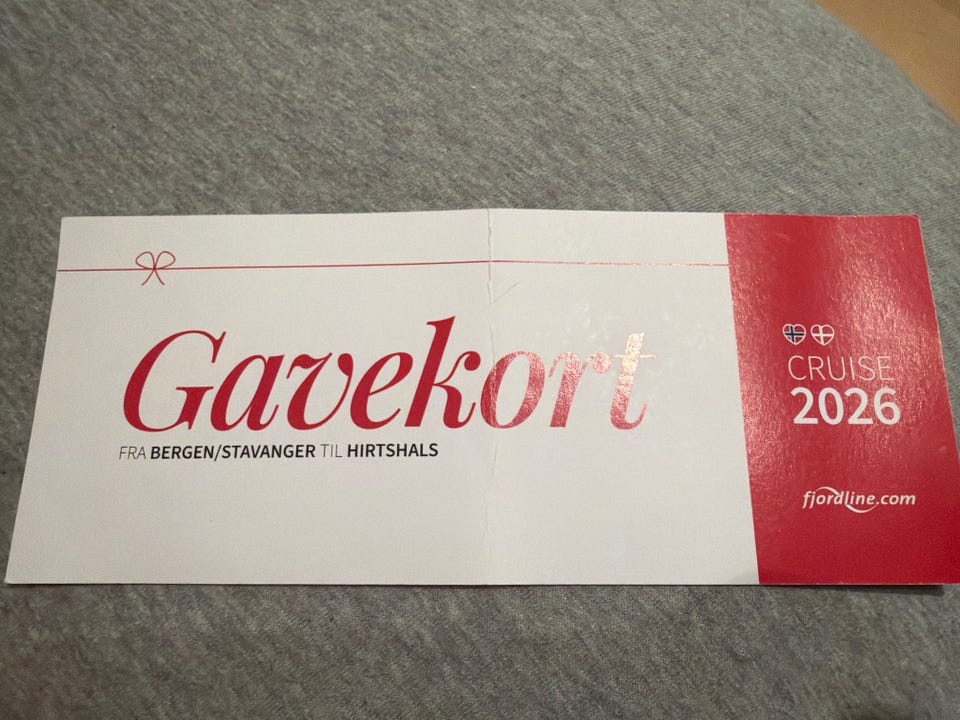 Gavekort
FRA BERGEN/STAVANGER TIL HIRTSHALS
CRUISE
2026
fjordline.com